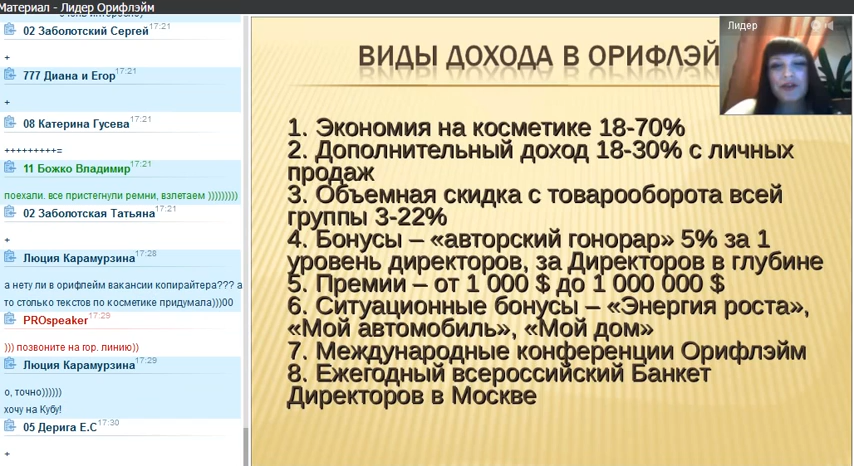 Материал - Лидер Орифлэйм
02 Заболотский Сергей 17:21
+
777 Диана и Егор 17:21
+
08 Катерина Гусева 17:21
+++++++++=
11 Божко Владимир 17:21
поехали. все пристегнули ремни, взлетаем )))))))))
02 Заболотская Татьяна 17:21
+
Люция Карамурзина 17:28
а нету ли в орифлейм вакансии копирайтера??? а
то столько текстов по косметике придумала)))00
PROspeaker 17:29
))) позвоните на гор. линию))
Люция Карамурзина 17:29
о, точно))))))
хочу на Кубу!
05 Дерига Е.С 17:30
+
ВИДЫ ДОХОДА В ОРИФЛЭЙ
Лидер
1. Экономия на косметике 18-70%
2. Дополнительный доход 18-30% с личных
продаж
3. Объемная скидка с товарооборота всей
группы 3-22%
4. Бонусы – «авторский гонорар» 5% за 1
уровень директоров, за Директоров в глубине
5. Премии – от 1 000 $ до 1 000 000 $
6. Ситуационные бонусы – «Энергия роста»,
«Мой автомобиль», «Мой дом»
7. Международные конференции Орифлэйм
8. Ежегодный всероссийский Банкет
Директоров в Москве